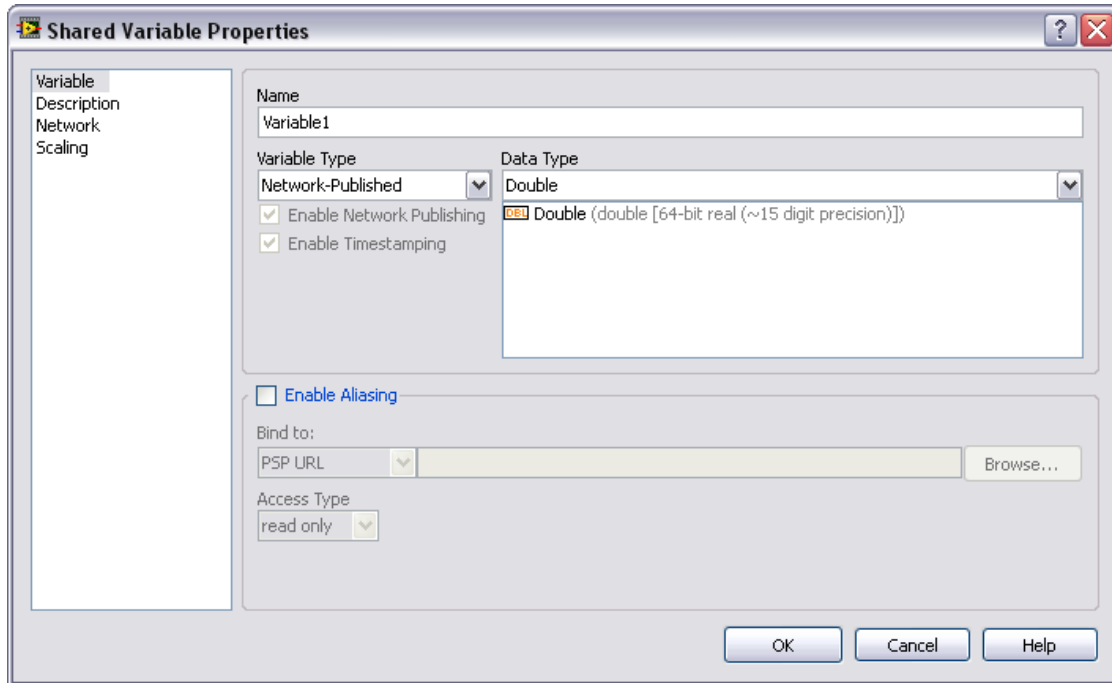 Shared Variable Properties
Variable
Description
Network
Scaling
Name
Variable1
Variable Type
Data Type
Network-Published
Double
Enable Network Publishing
Enable Timestamping
DBL Double (double [64-bit real (~15 digit precision)])
Enable Aliasing
Bind to:
PSP URL
Browse...
Access Type
read only
OK
Cancel
Help